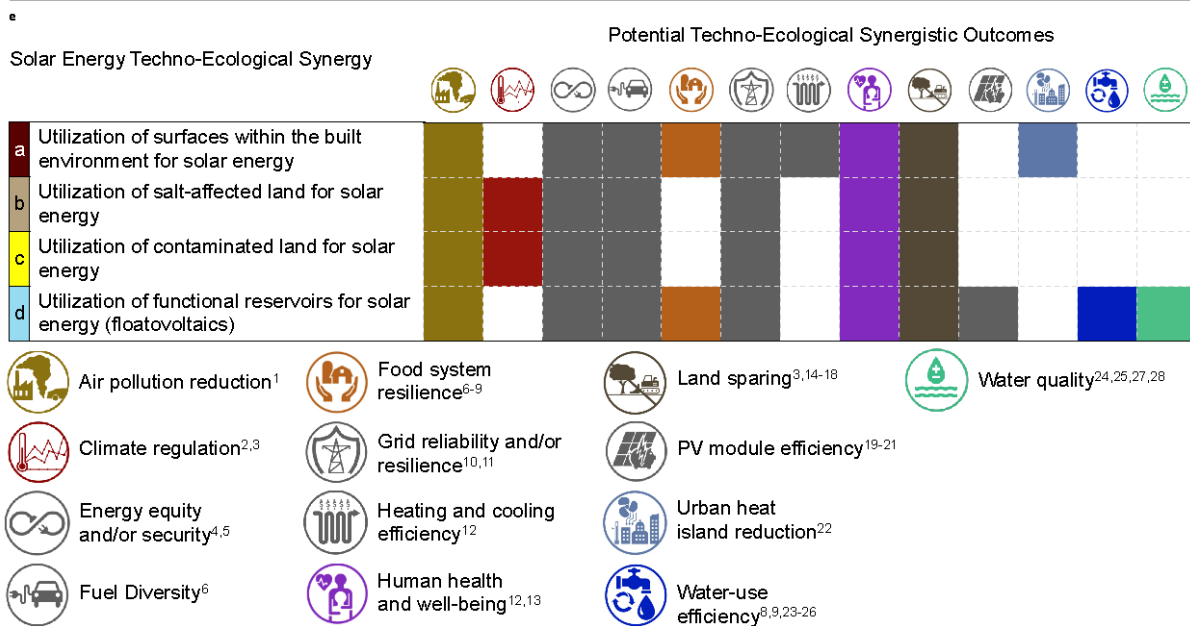 e
Potential Techno-Ecological Synergistic Outcomes
Solar Energy Techno-Ecological Synergy
a
Utilization of surfaces within the built
environment for solar energy
b
Utilization of salt-affected land for solar
energy
c
Utilization of contaminated land for solar
energy
d
Utilization of functional reservoirs for solar
energy (floatovoltaics)
Air pollution reduction1
Food system
resilience6-9
Land sparing3,14-18
Water quality24,25,27,28
Climate regulation2,3
Grid reliability and/or
resilience10,11
PV module efficiency19-21
Energy equity
and/or security4,5
Heating and cooling
efficiency12
Urban heat
island reduction22
Fuel Diversity6
Human health
and well-being12,13
Water-use
efficiency8,9,23-26